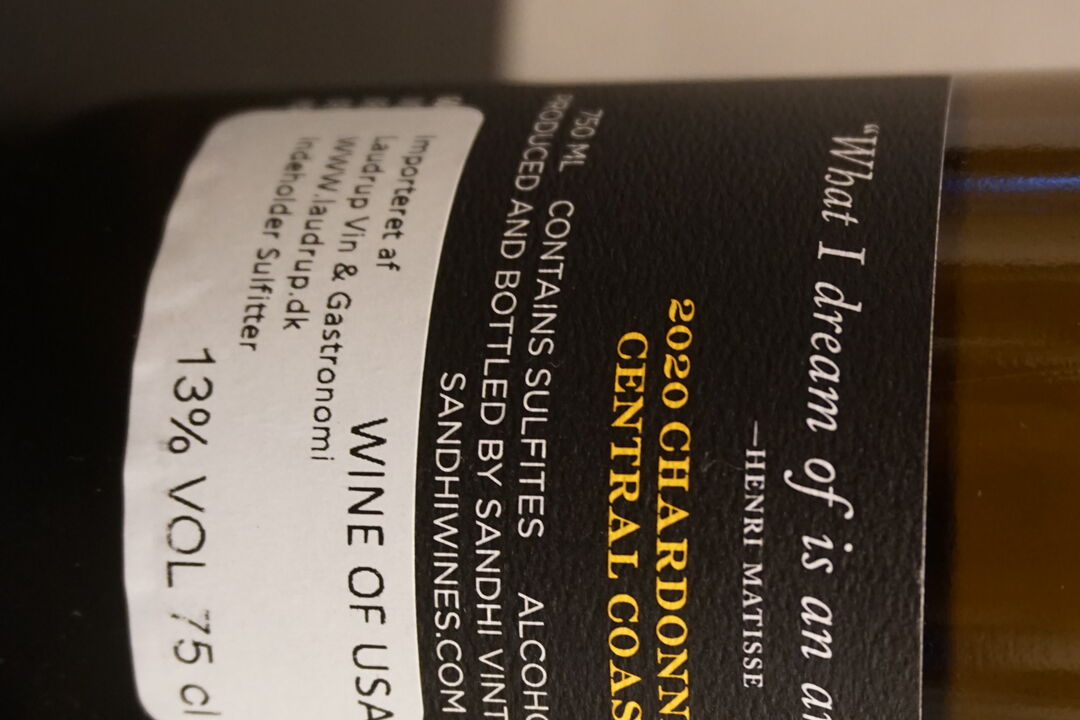 "What I dream of is an
—HENRI MATISSE
2020 CHARDONN
CENTRAL COAS
750 ML CONTAINS SULFITES ALCOHO
PRODUCED AND BOTTLED BY SANDHI VINT
SANDHIWINES.COM
Importeret af
Laudrup Vin & Gastronomi
WWW.laudrup.dk
Indeholder Sulfitter
WINE OF USA
13% VOL 75 cl